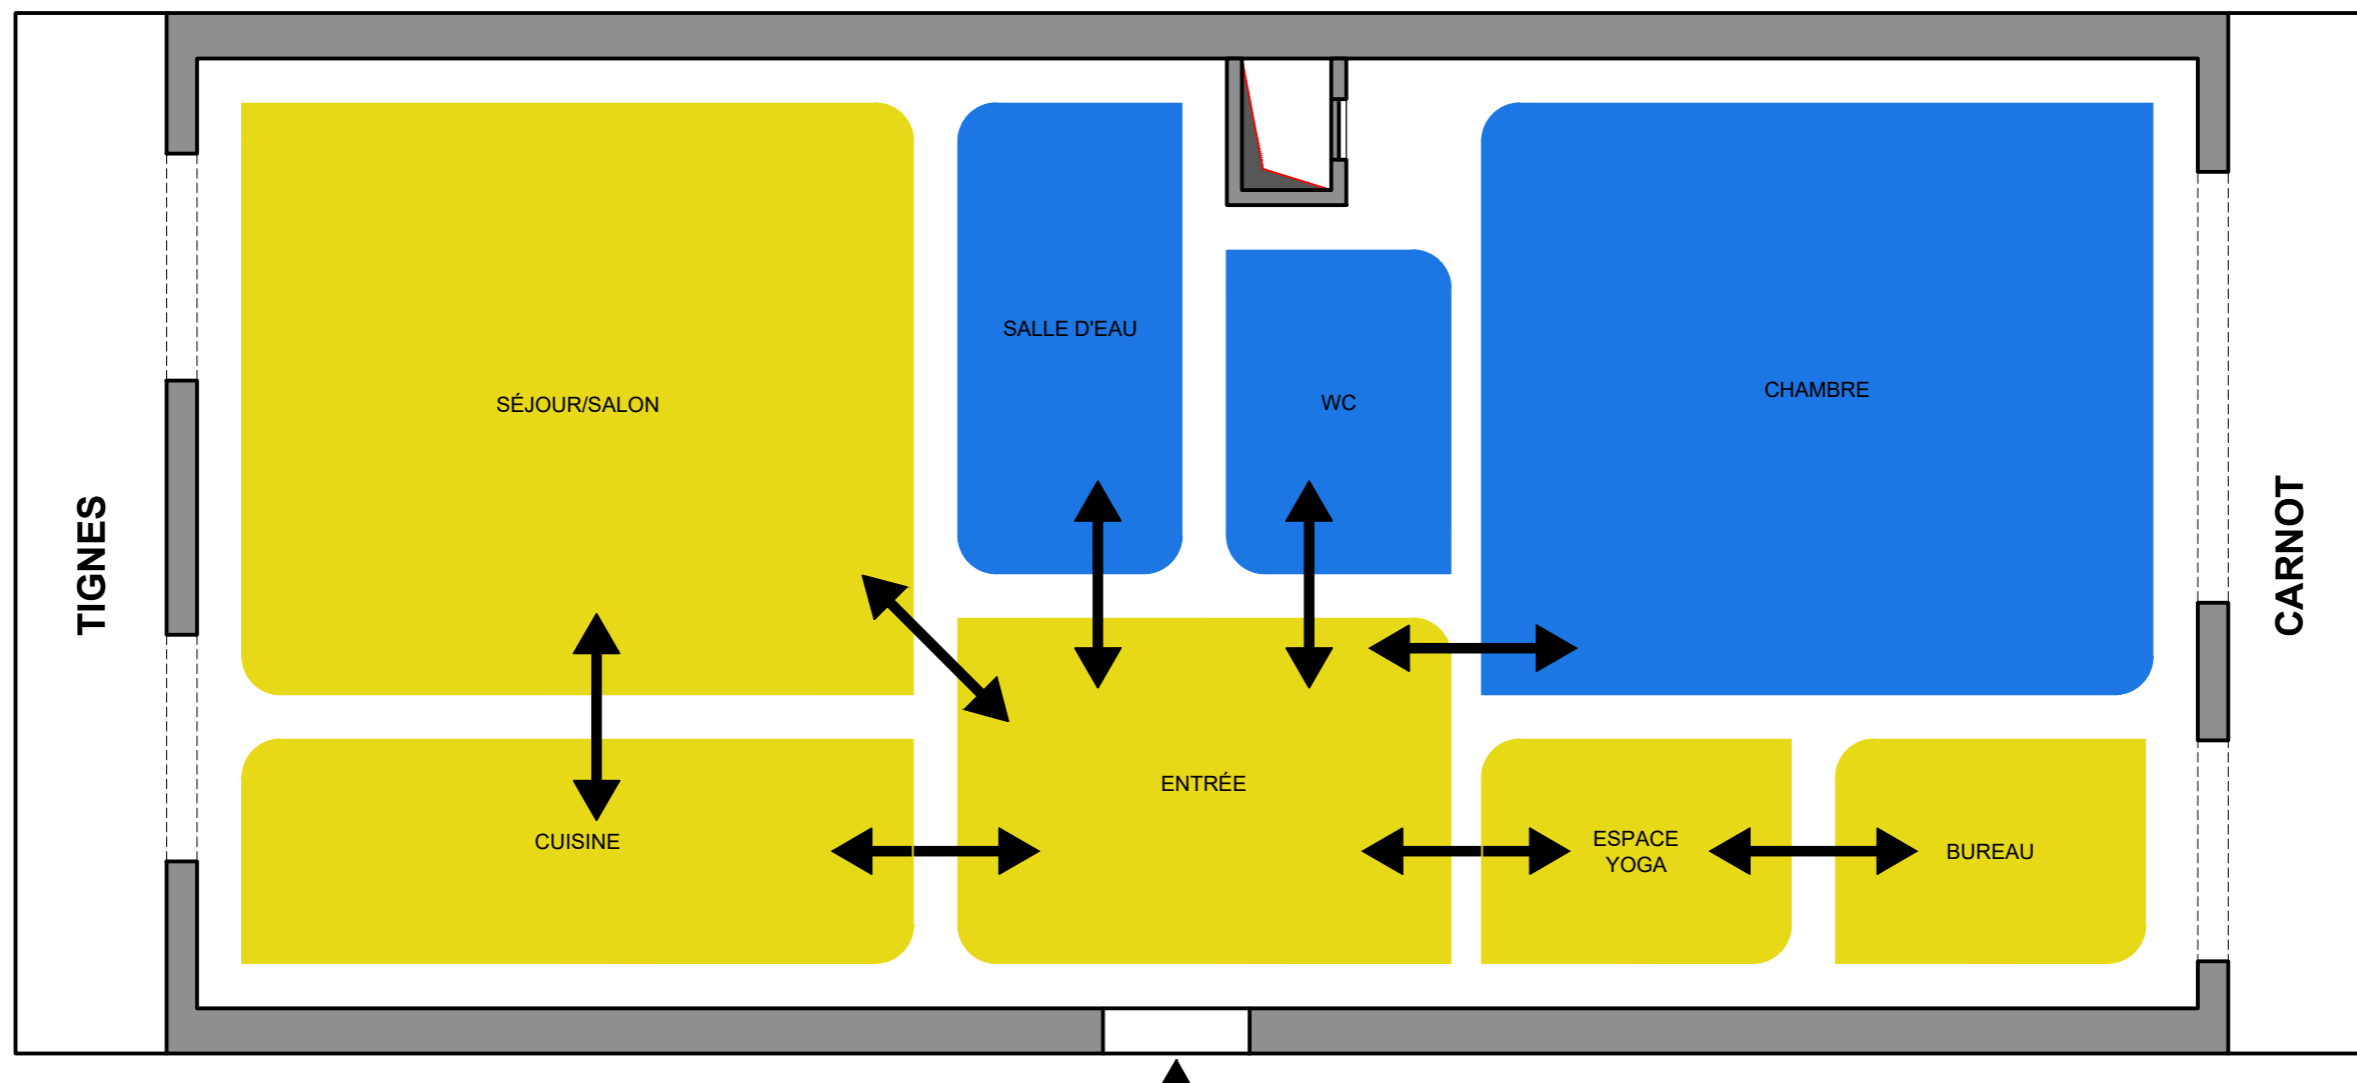 TIGNES
SÉJOUR/SALON
SALLE D'EAU
WC
CHAMBRE
CARNOT
CUISINE
ENTRÉE
ESPACE
YOGA
BUREAU